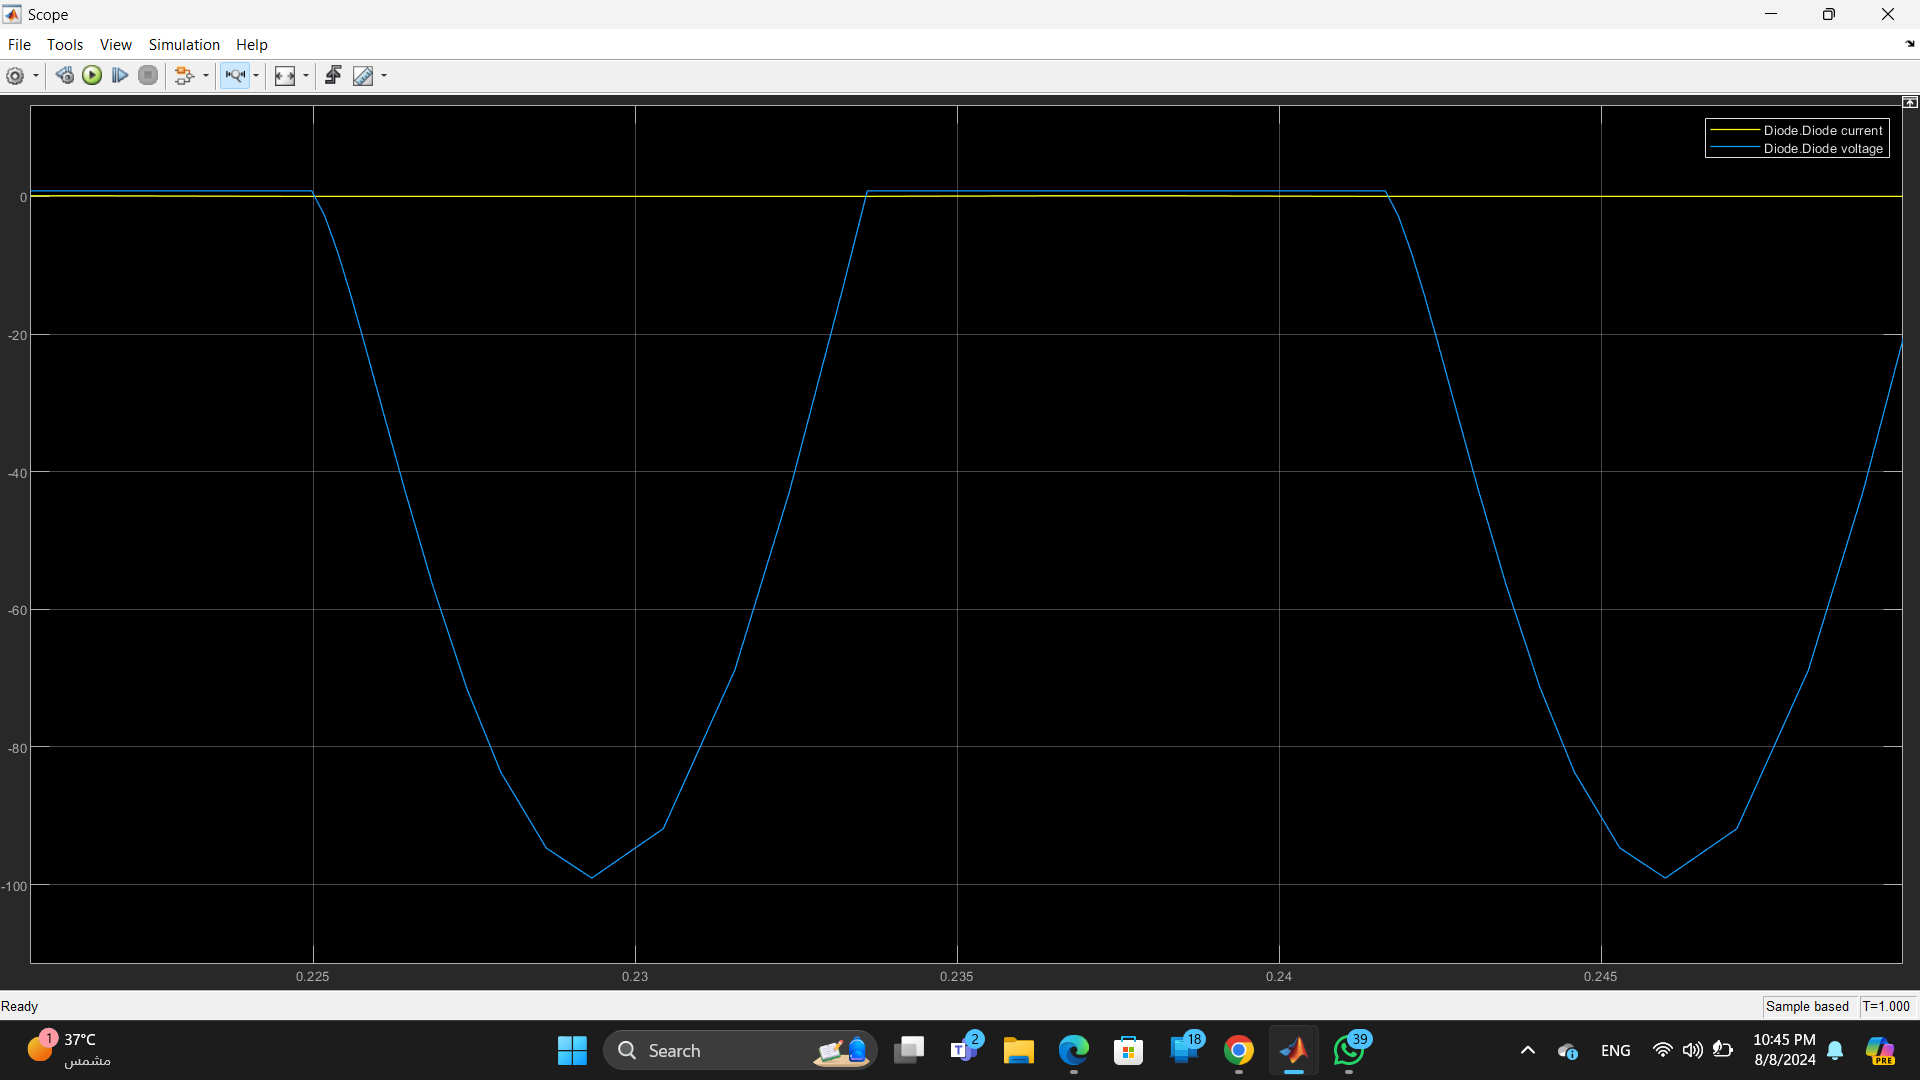 Scope
File Tools View Simulation Help
Diode.Diode current
Diode.Diode voltage
0
-20
-40
-60
-80
-100
0.225 0.23 0.235 0.24 0.245
Ready
Sample based T=1.000
1
37°C
مشمس
Search
2
18
39
ENG
10:45 PM
8/8/2024
PRE